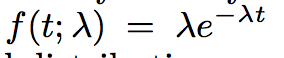 f(t; λ) = λe^{−λt}